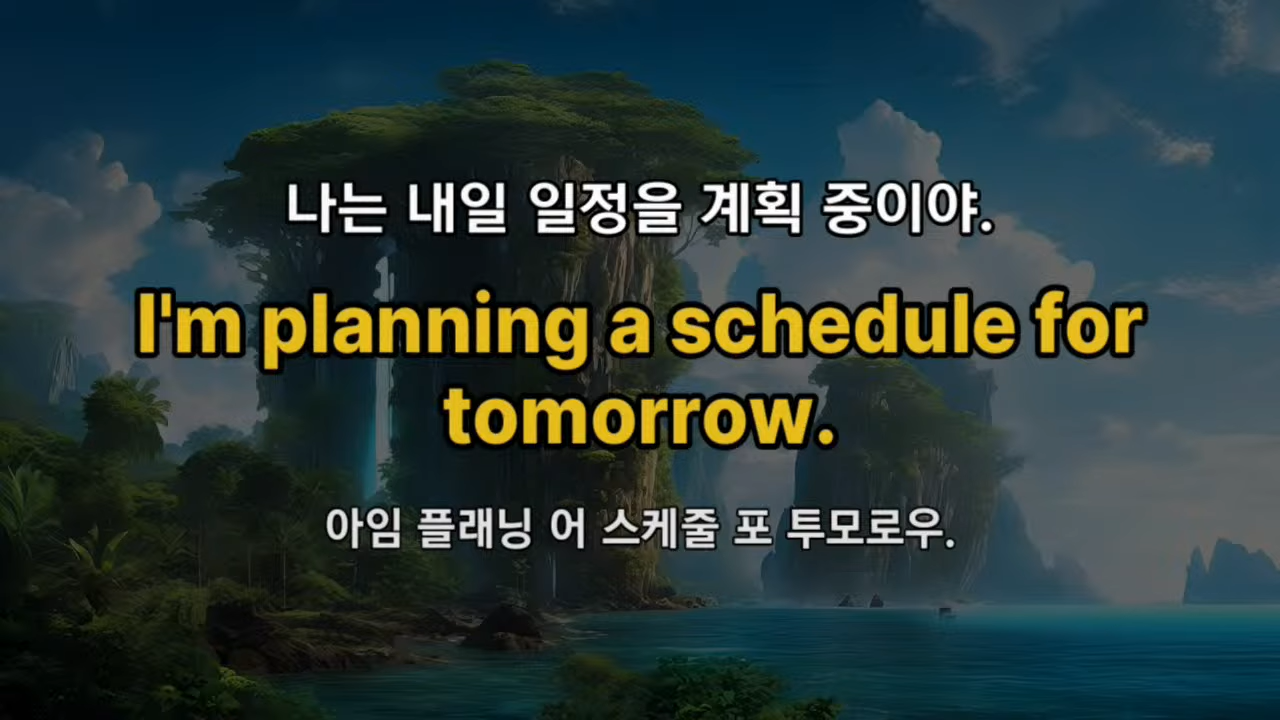 나는 내일 일정을 계획 중이야.
I'm planning a schedule for
tomorrow.
아임 플래닝 어 스케줄 포 투모로우.